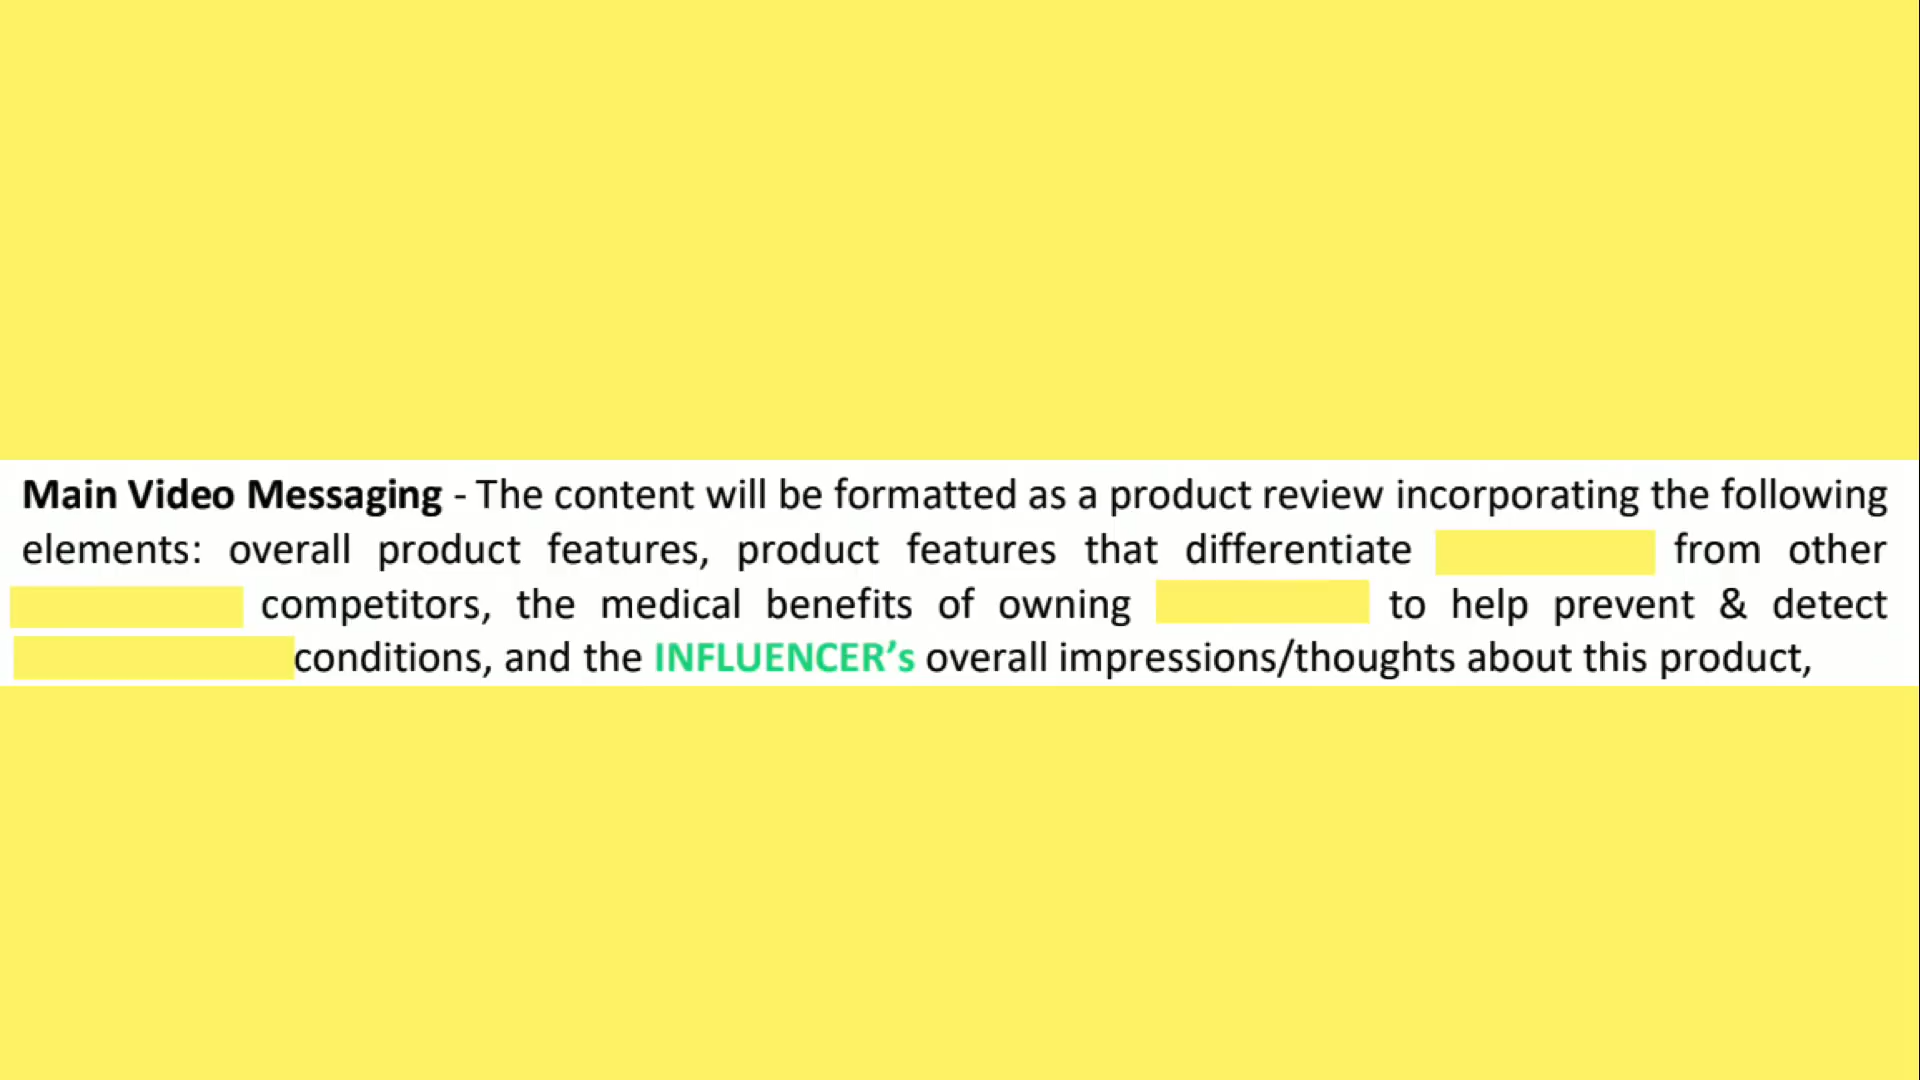 Main Video Messaging - The content will be formatted as a product review incorporating the following
elements: overall product features, product features that differentiate from other
competitors, the medical benefits of owning to help prevent & detect
conditions, and the INFLUENCER’s overall impressions/thoughts about this product,